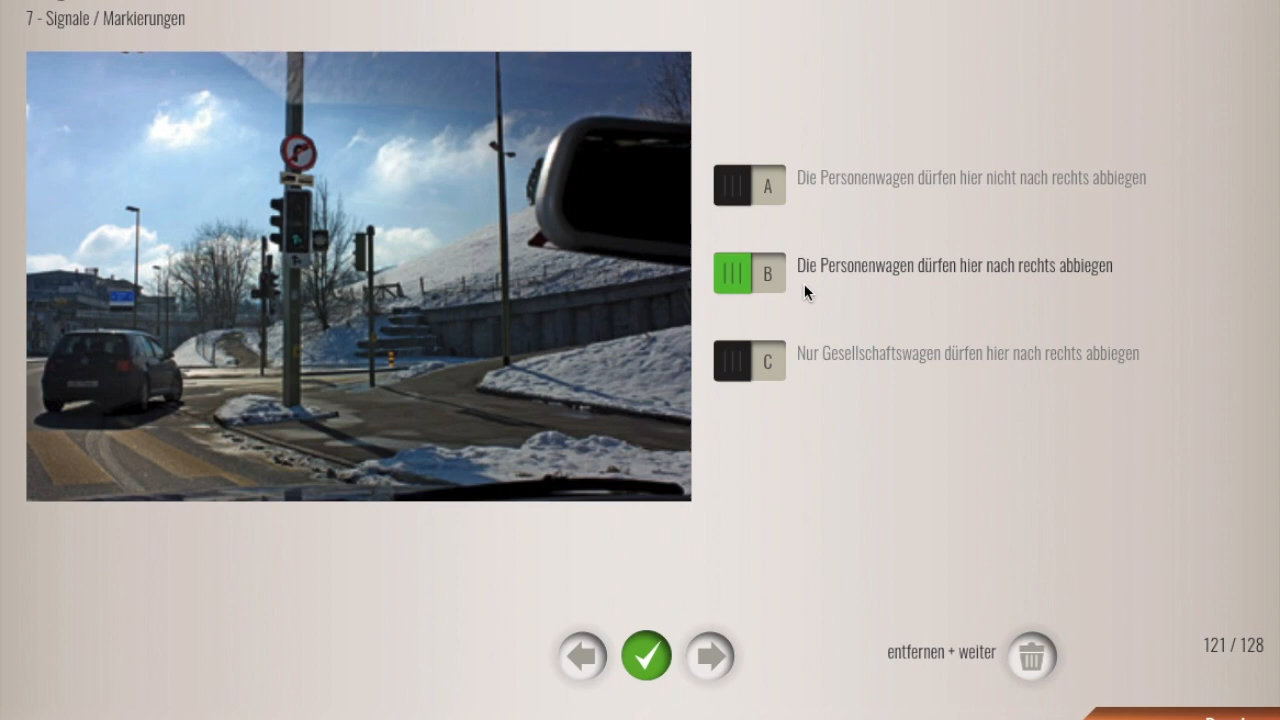 7 - Signale / Markierungen
A
Die Personenwagen dürfen hier nicht nach rechts abbiegen
B
Die Personenwagen dürfen hier nach rechts abbiegen
C
Nur Gesellschaftswagen dürfen hier nach rechts abbiegen
entfernen + weiter
121 / 128